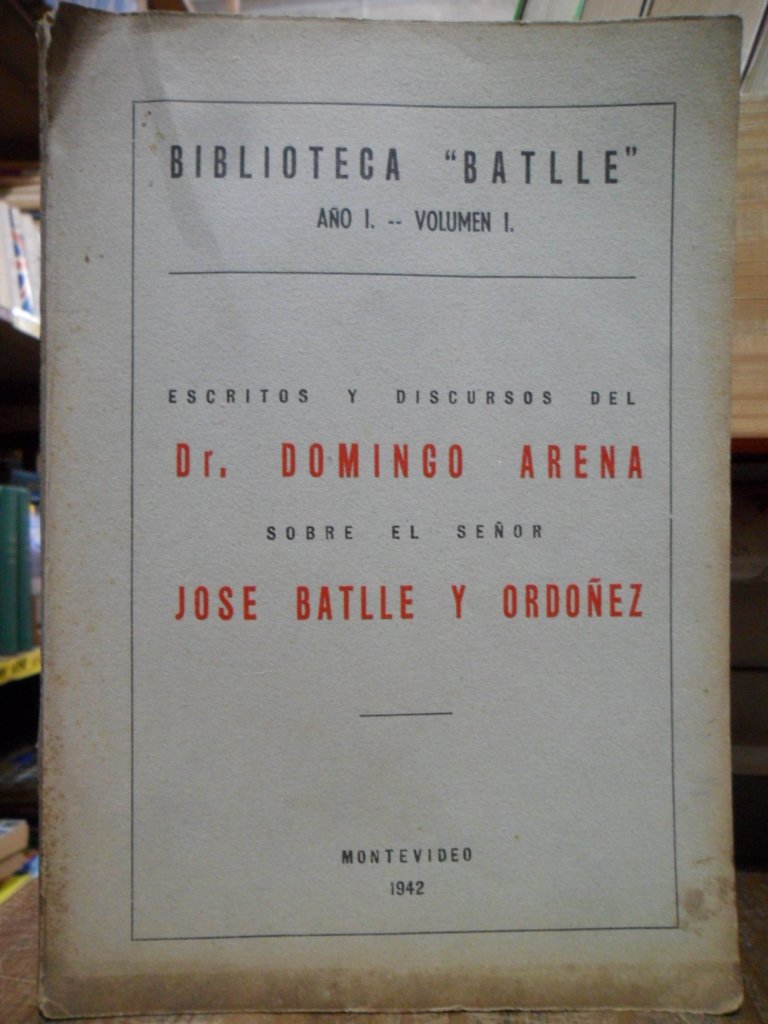 BIBLIOTECA "BATLLE"
AÑO I. -- VOLUMEN I.
ESCRITOS Y DISCURSOS DEL
Dr. DOMINGO ARENA
SOBRE EL SEÑOR
JOSE BATLLE Y ORDOÑEZ
MONTEVIDEO
1942